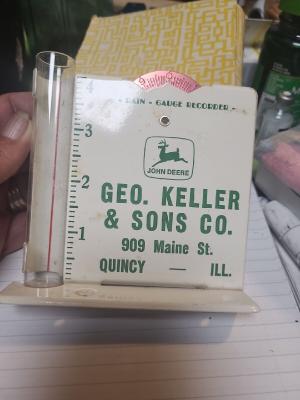 4
- RAIN - GAUGE RECORDER -
3
JOHN DEERE
2
GEO. KELLER
& SONS CO.
1
909 Maine St.
QUINCY — ILL.